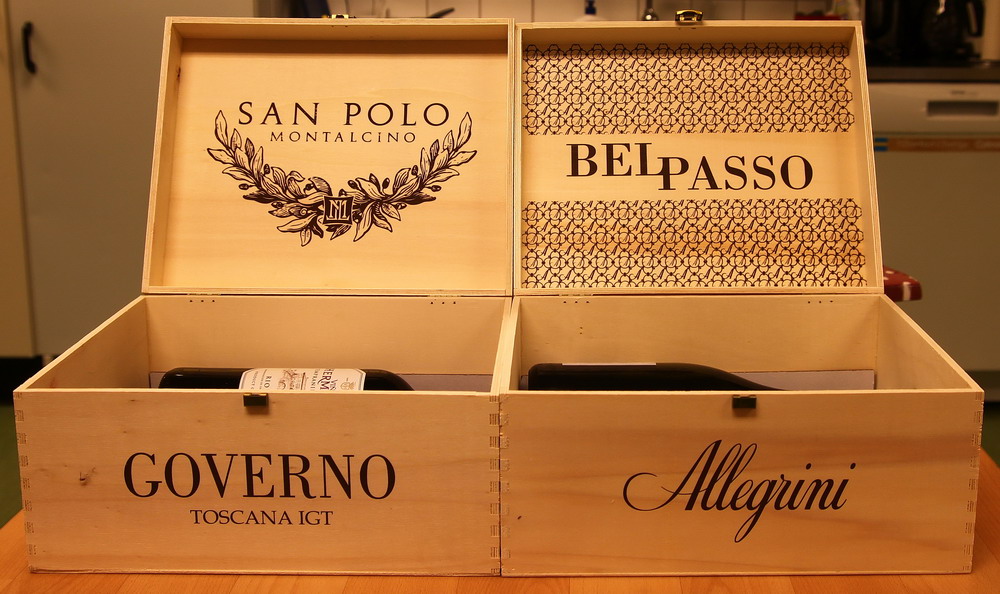 SAN POLO
MONTALCINO
BELPASSO
GOVERNO
TOSCANA IGT
Allegrini